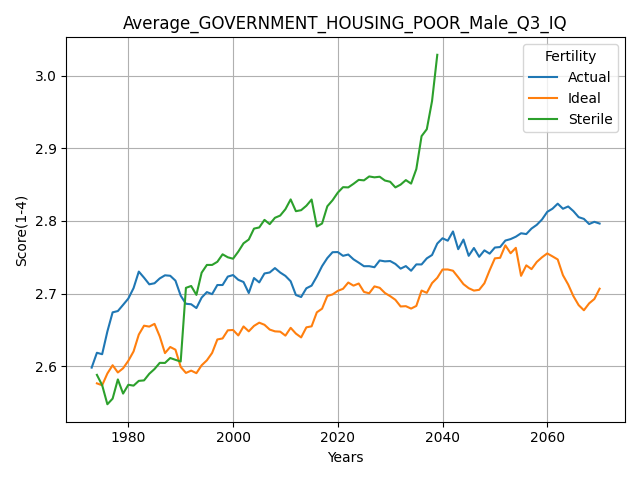 Average_GOVERNMENT_HOUSING_POOR_Male_Q3_IQ
Fertility
Actual
Ideal
Sterile
Score(1-4)
3.0
2.9
2.8
2.7
2.6
1980 2000 2020 2040 2060
Years